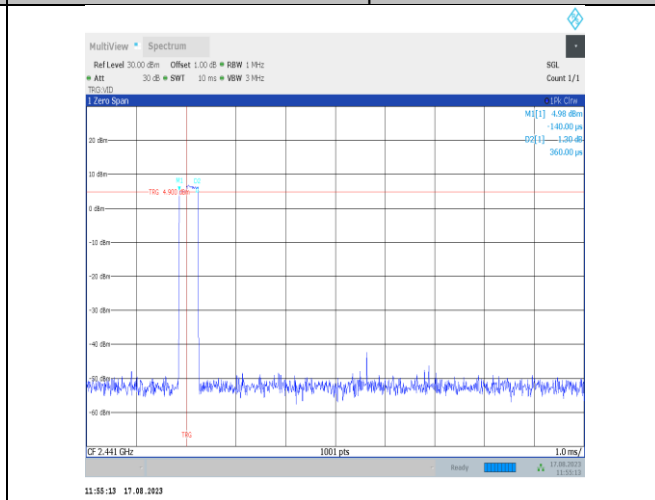 MultiView Spectrum
Ref Level 30.00 dBm Offset 1.00 dB RBW 1 MHz SGL
Att 30 dB SWT 10 ms VBW 3 MHz Count 1/1
TRG:VID
1 Zero Span 1Pk Clrw
M1[1] 4.98 dBm
-140.00 µs
20 dBm
D2[1] -1.30 dB
360.00 µs
10 dBm
M1 D2
TRG 4.900 dBm
0 dBm
-10 dBm
-20 dBm
-30 dBm
-40 dBm
-50 dBm
-60 dBm
TRG
CF 2.441 GHz 1001 pts 1.0 ms/
Ready 17.08.2023
11:55:13
11:55:13 17.08.2023